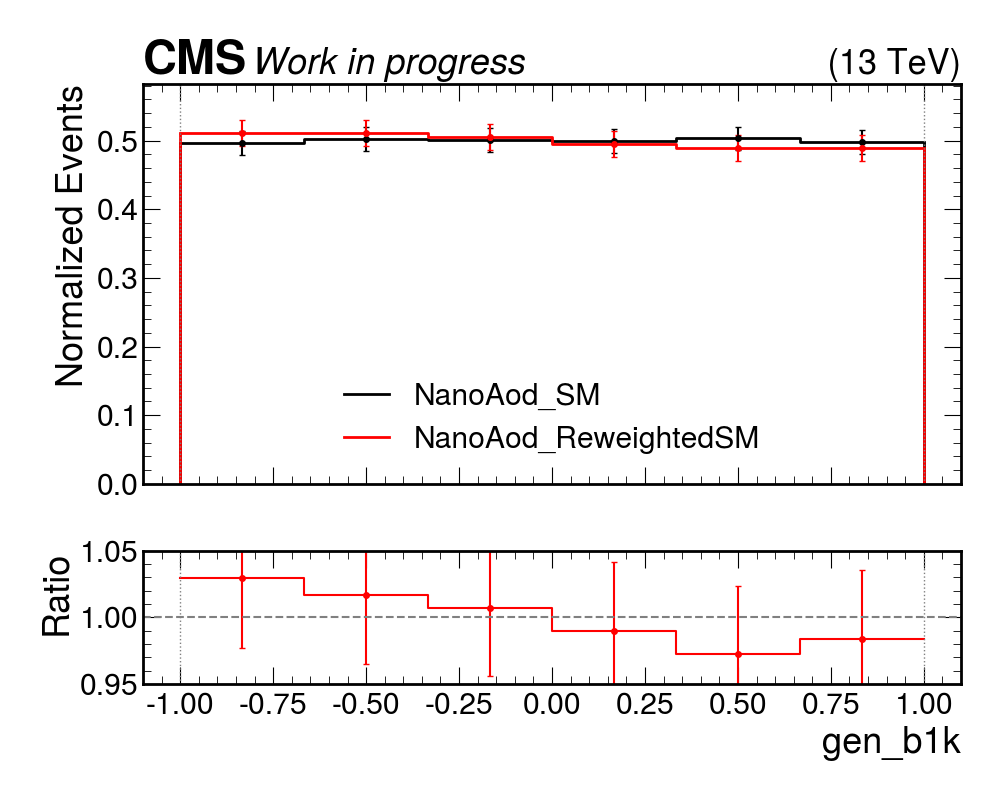 CMS Work in progress (13 TeV)
Normalized Events
0.5
0.4
0.3
0.2
0.1
0.0
NanoAod_SM
NanoAod_ReweightedSM
Ratio
1.05
1.00
0.95
-1.00 -0.75 -0.50 -0.25 0.00 0.25 0.50 0.75 1.00
gen_b1k